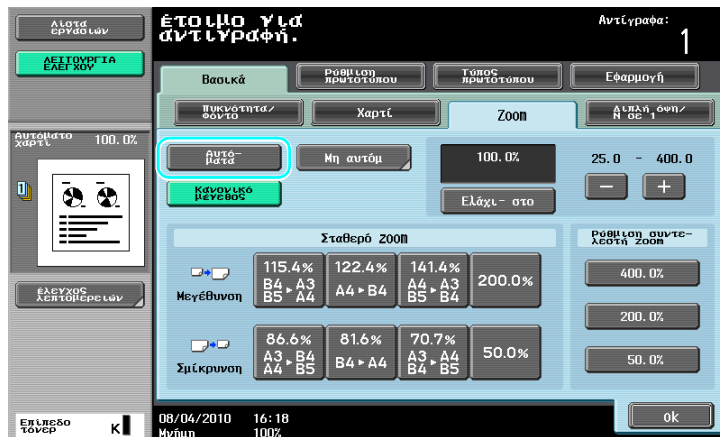 Λίστα
εργασιών
ΛΕΙΤΟΥΡΓΙΑ
ΕΛΕΓΧΟΥ
έτοιμο για
αντιγραφή.
Αντίγραφα:
1
Βασικά
Ρύθμιση
πρωτοτύπου
Τύπος
πρωτοτύπου
Εφαρμογή
Πυκνότητα/
Φόντο
Χαρτί
Zoom
Διπλή όψη/
N σε 1
Αυτόματο
χαρτί
100.0%
1
Αυτό-
ματα
Μη αυτόμ
100.0%
25.0 - 400.0
Κανονικό
μέγεθος
Ελάχι- στο
- +
Σταθερό zoom
Ρύθμιση συντε-
λεστή zoom
Μεγέθυνση
115.4%
B4 ▸ A3
B5 ▸ A4
122.4%
A4 ▸ B4
141.4%
A4 ▸ A3
B5 ▸ B4
200.0%
400.0%
έλεγχος
λεπτομερειών
200.0%
Σμίκρυνση
86.6%
A3 ▸ B4
A4 ▸ B5
81.6%
B4 ▸ A4
70.7%
A3 ▸ A4
B4 ▸ B5
50.0%
50.0%
Επίπεδο
τόνερ
K
08/04/2010 16:18
Μνήμη 100%
ok